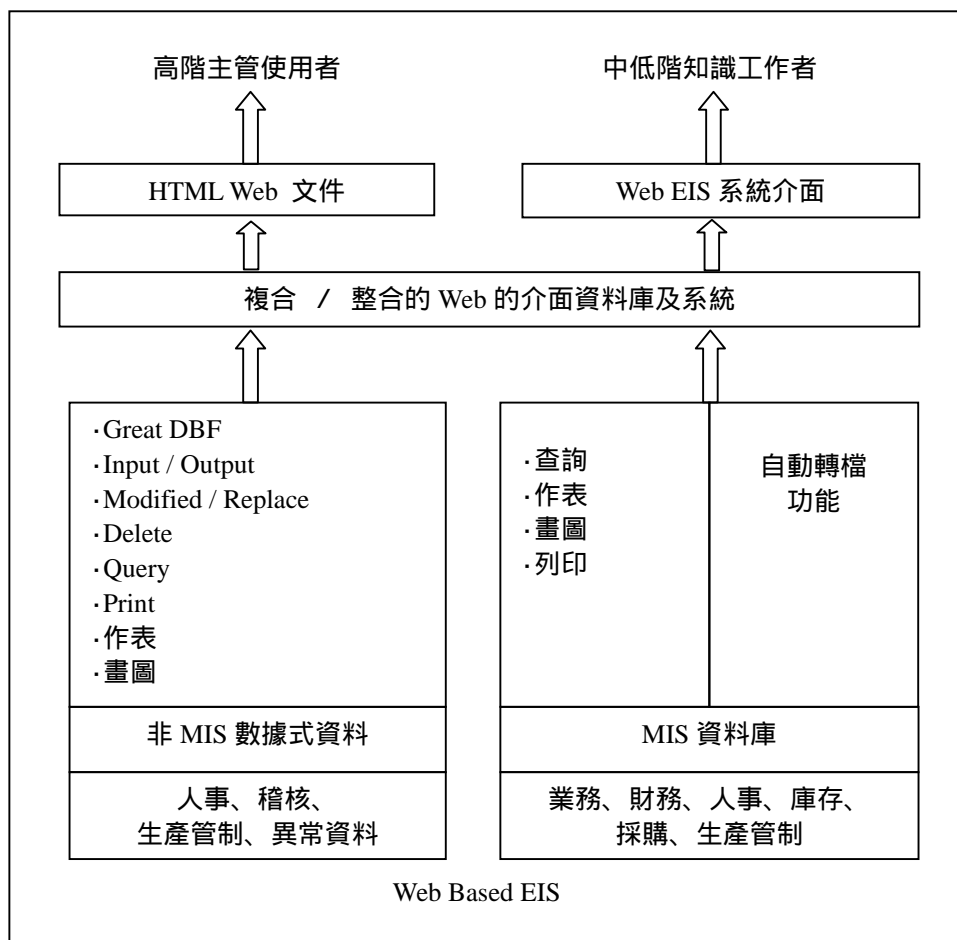 高階主管使用者
中低階知識工作者
HTML Web 文件
Web EIS 系統介面
複合 / 整合的 Web 的介面資料庫及系統
·Great DBF
·Input / Output
·Modified / Replace
·Delete
·Query
·Print
·作表
·畫圖
·查詢
·作表
·畫圖
·列印
自動轉檔
功能
非 MIS 數據式資料
MIS 資料庫
人事、稽核、
生產管制、異常資料
業務、財務、人事、庫存、
採購、生產管制
Web Based EIS